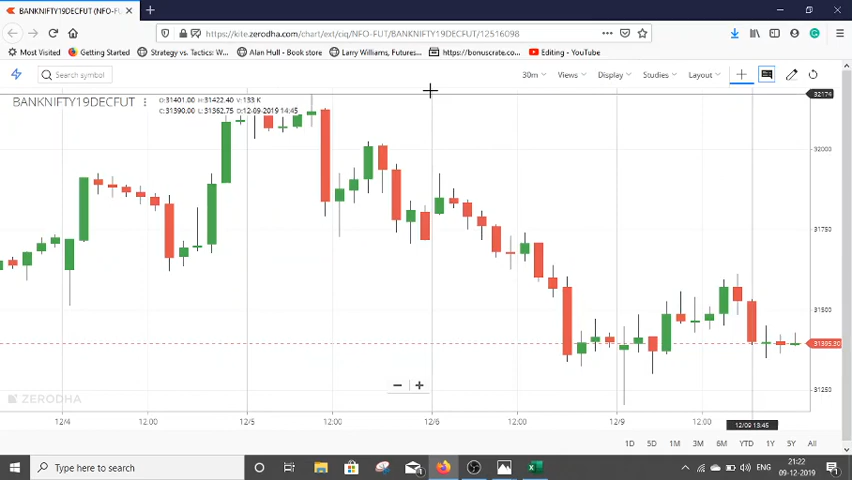 BANKNIFTY19DECFUT (NFO-FU
https://kite.zerodha.com/chart/ext/ciq/NFO-FUT/BANKNIFTY19DECFUT/12516098
Most Visited Getting Started Strategy vs. Tactics: W... Alan Hull - Book store Larry Williams, Futures... https://bonuscrate.co... Editing - YouTube
Search symbol 30m Views Display Studies Layout
BANKNIFTY19DECFUT
O:31401.00 H:31422.40 V:133 K
C:31390.00 L:31362.75 D:12-09-2019 14:45
32174
32000
31750
31500
31395.30
31250
ZERODHA
12/4 12:00 12/5 12:00 12/6 12:00 12/9 12:00
12/09 13:45
1D 5D 1M 3M 6M YTD 1Y 5Y All
Type here to search
ENG
21:22
09-12-2019